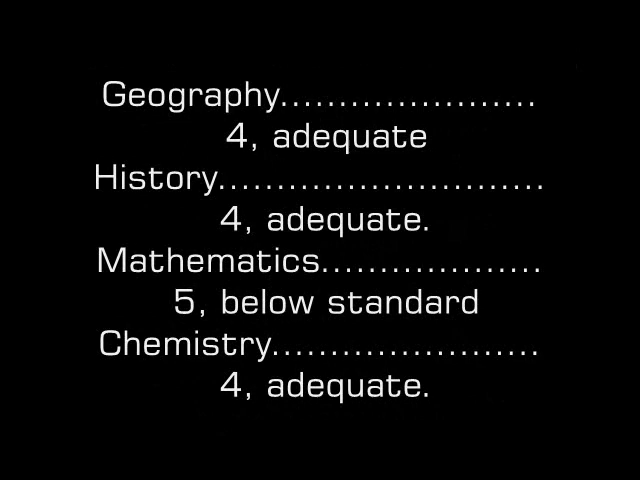 Geography......................
4, adequate
History............................
4, adequate.
Mathematics...................
5, below standard
Chemistry.......................
4, adequate.